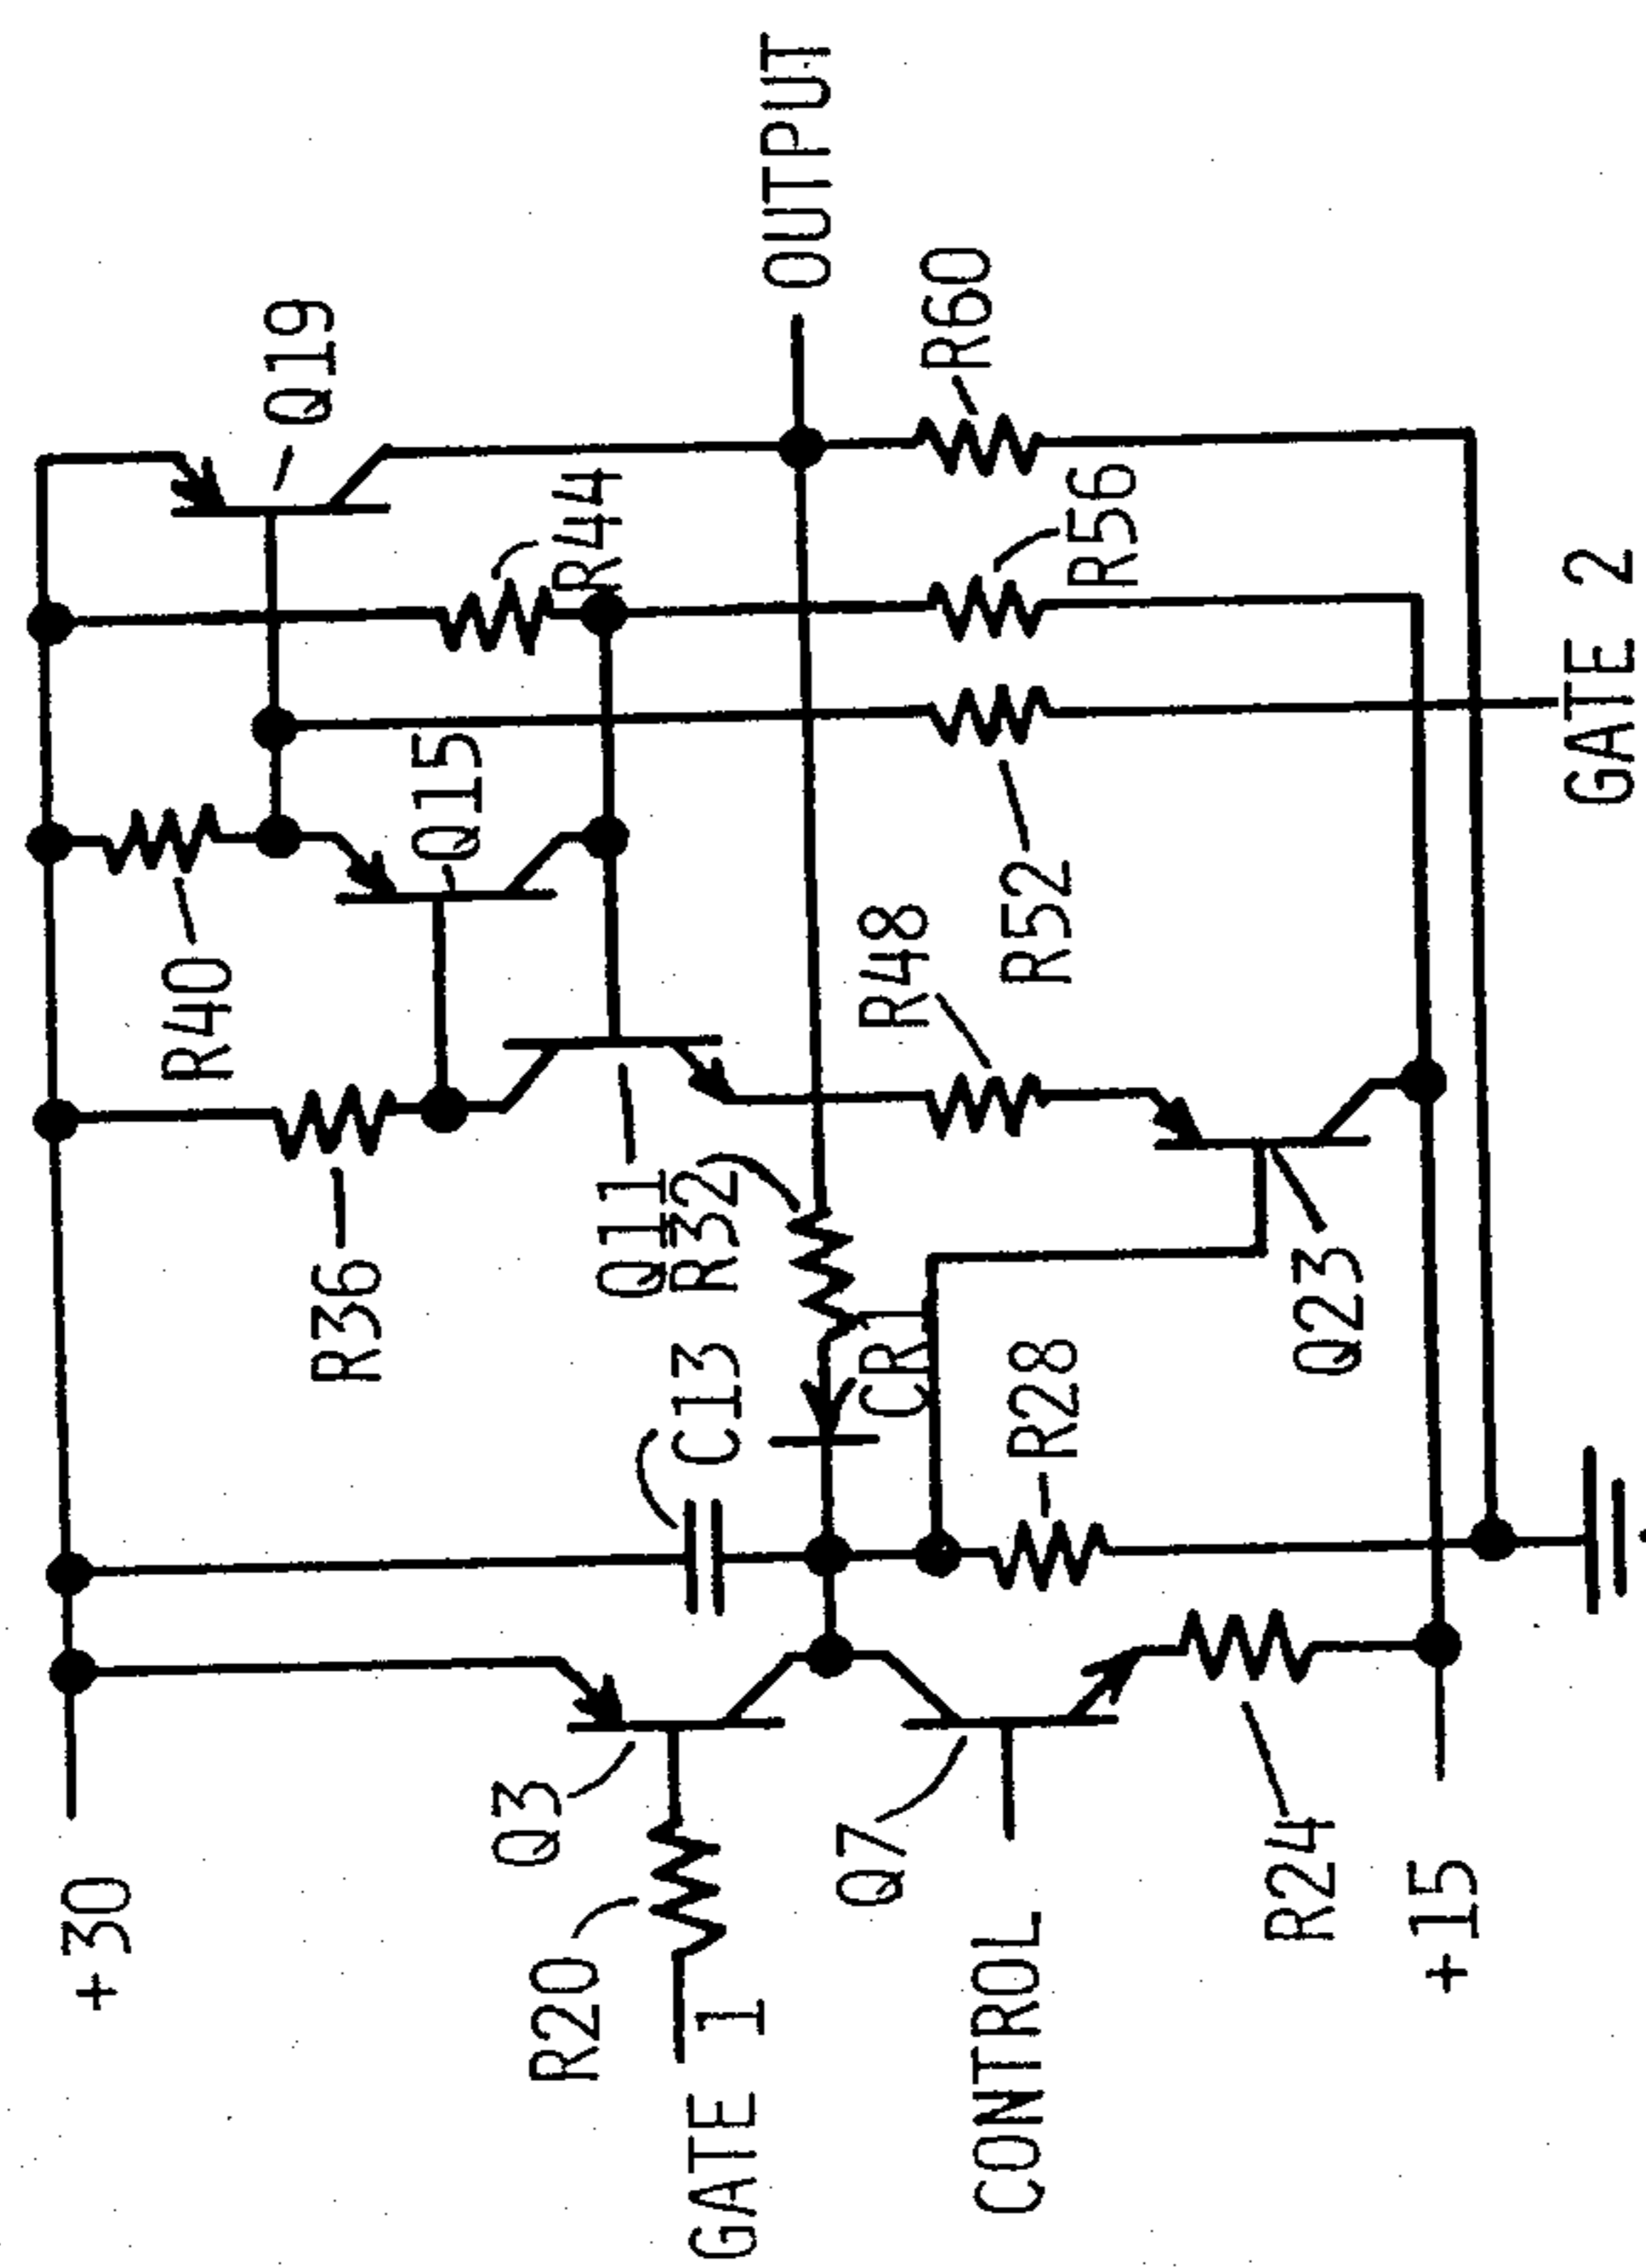 +30
R36
R40
Q19
Q3
R20
GATE 1
Q11
Q15
R44
C13
R32
OUTPUT
CR1
R48
R60
Q7
CONTROL
R28
R52
R56
R24
Q23
+15
GATE 2